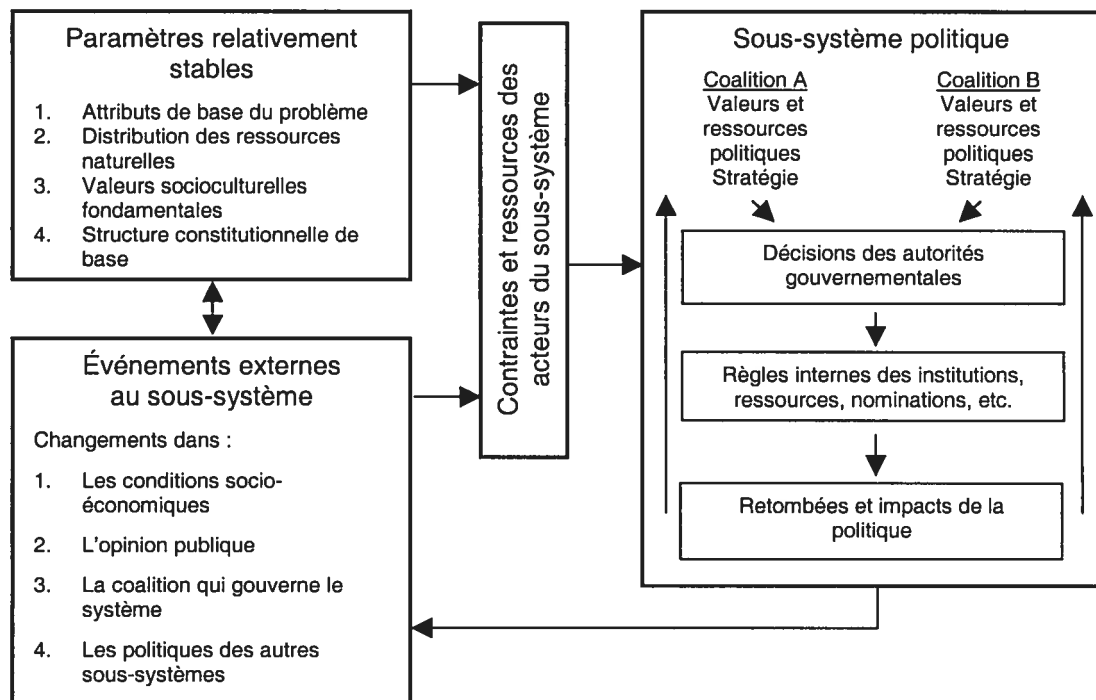 Paramètres relativement
stables
1. Attributs de base du problème
2. Distribution des ressources
naturelles
3. Valeurs socioculturelles
fondamentales
4. Structure constitutionnelle de
base
Événements externes
au sous-système
Changements dans :
1. Les conditions socio-
économiques
2. L'opinion publique
3. La coalition qui gouverne le
système
4. Les politiques des autres
sous-systèmes
Contraintes et ressources des
acteurs du sous-système
Sous-système politique
Coalition A
Valeurs et
ressources
politiques
Stratégie
Coalition B
Valeurs et
ressources
politiques
Stratégie
Décisions des autorités
gouvernementales
Règles internes des institutions,
ressources, nominations, etc.
Retombées et impacts de la
politique